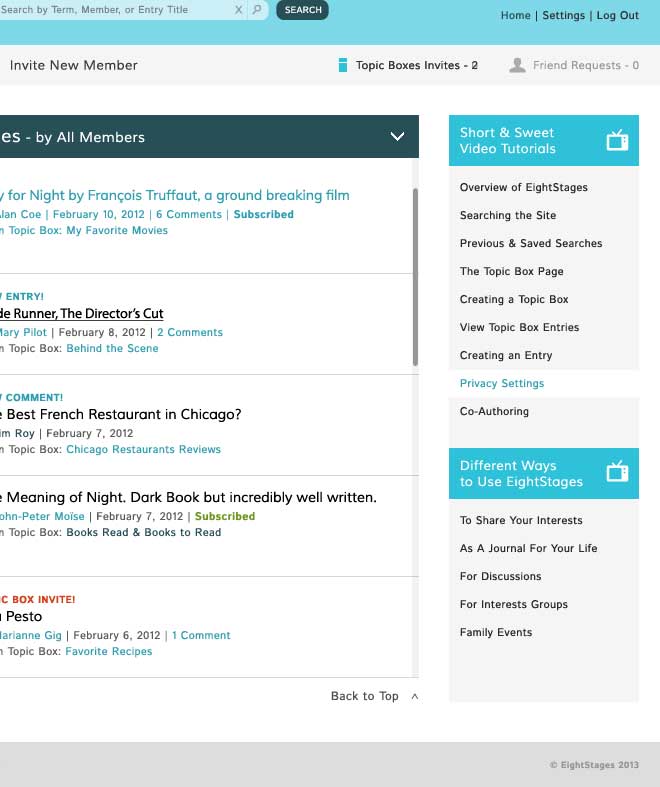 Search by Term, Member, or Entry Title X SEARCH
Home | Settings | Log Out
Invite New Member
Topic Boxes Invites - 2
Friend Requests - 0
es - by All Members
y for Night by François Truffaut, a ground breaking film
lan Coe | February 10, 2012 | 6 Comments | Subscribed
n Topic Box: My Favorite Movies
ENTRY!
de Runner, The Director's Cut
Mary Pilot | February 8, 2012 | 2 Comments
n Topic Box: Behind the Scene
COMMENT!
e Best French Restaurant in Chicago?
im Roy | February 7, 2012
n Topic Box: Chicago Restaurants Reviews
e Meaning of Night. Dark Book but incredibly well written.
ohn-Peter Moïse | February 7, 2012 | Subscribed
n Topic Box: Books Read & Books to Read
IC BOX INVITE!
a Pesto
Marianne Gig | February 6, 2012 | 1 Comment
n Topic Box: Favorite Recipes
Back to Top
Short & Sweet
Video Tutorials
Overview of EightStages
Searching the Site
Previous & Saved Searches
The Topic Box Page
Creating a Topic Box
View Topic Box Entries
Creating an Entry
Privacy Settings
Co-Authoring
Different Ways
to Use EightStages
To Share Your Interests
As A Journal For Your Life
For Discussions
For Interests Groups
Family Events
© EightStages 2013